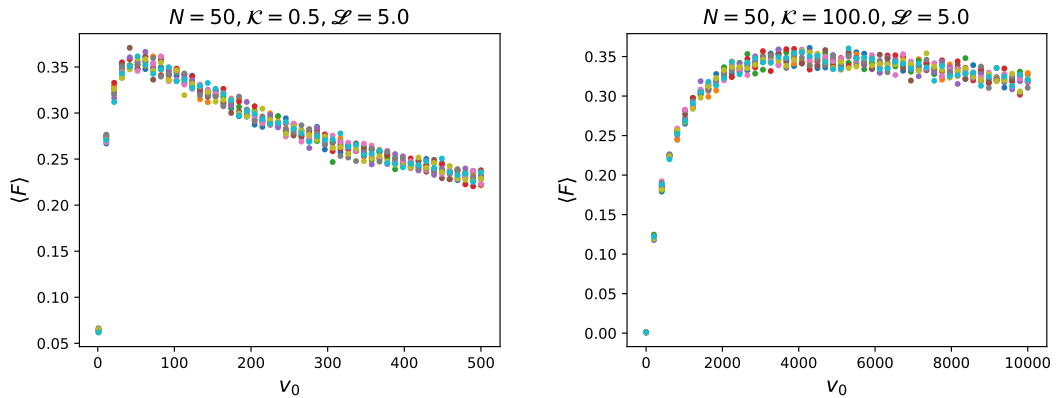 N = 50, 𝒦 = 0.5, ℒ = 5.0
0.35
0.30
0.25
0.20
0.15
0.10
0.05
⟨F⟩
0 100 200 300 400 500
v₀
N = 50, 𝒦 = 100.0, ℒ = 5.0
0.35
0.30
0.25
0.20
0.15
0.10
0.05
0.00
⟨F⟩
0 2000 4000 6000 8000 10000
v₀